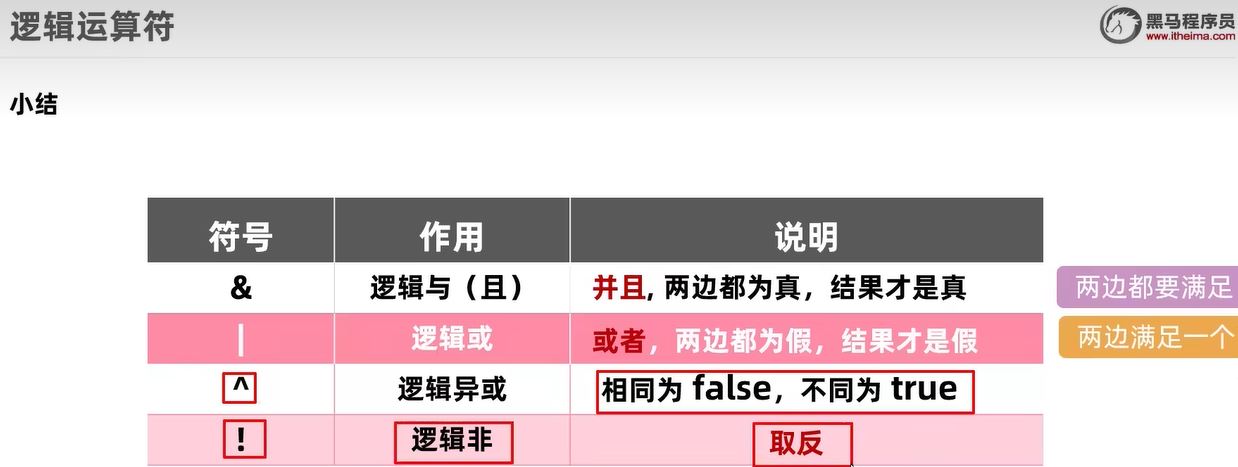 逻辑运算符
黑马程序员
www.itheima.com
小结
符号 作用 说明
& 逻辑与（且） 并且, 两边都为真，结果才是真 两边都要满足
| 逻辑或 或者，两边都为假，结果才是假 两边满足一个
^ 逻辑异或 相同为 false，不同为 true
! 逻辑非 取反